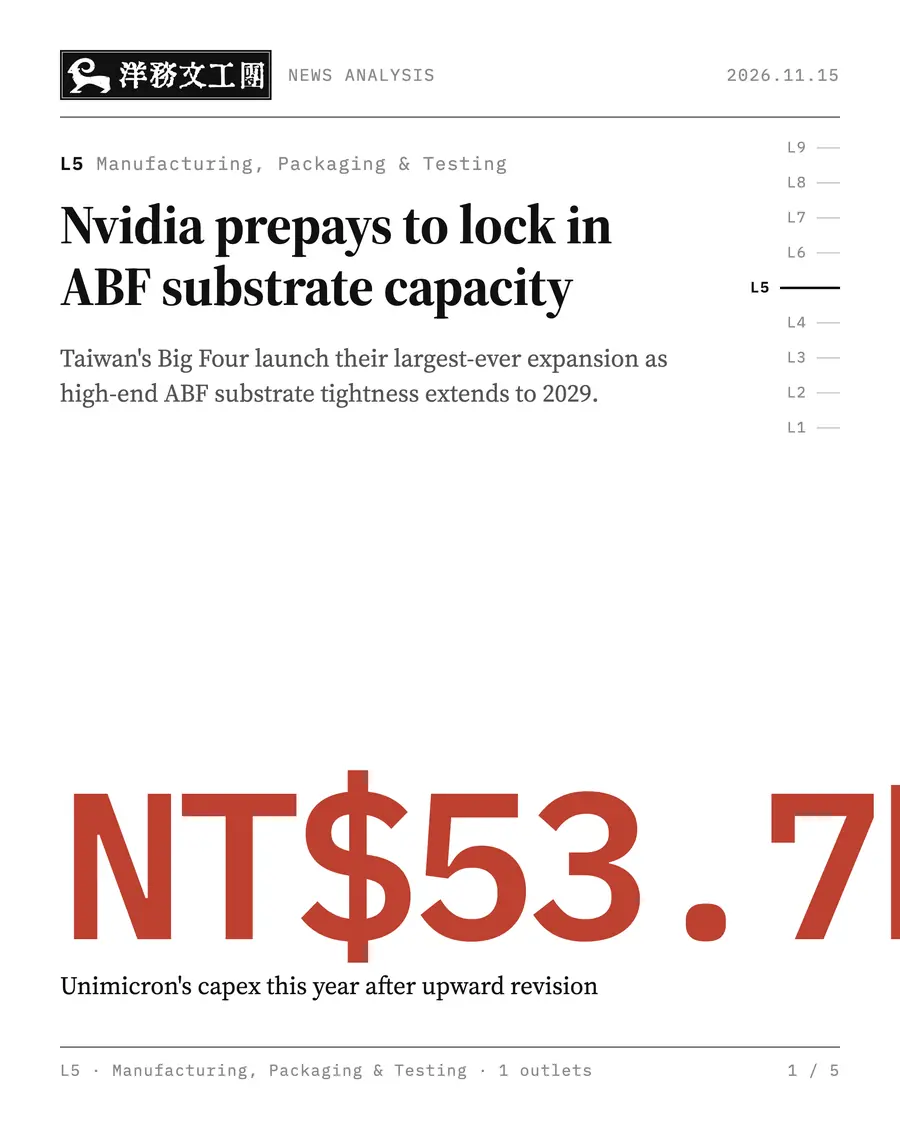 洋務文工團 NEWS ANALYSIS 2026.11.15
L5 Manufacturing, Packaging & Testing
Nvidia prepays to lock in
ABF substrate capacity
Taiwan's Big Four launch their largest-ever expansion as
high-end ABF substrate tightness extends to 2029.
L9
L8
L7
L6
L5
L4
L3
L2
L1
NT$53.7
Unimicron's capex this year after upward revision
L5 · Manufacturing, Packaging & Testing · 1 outlets 1 / 5